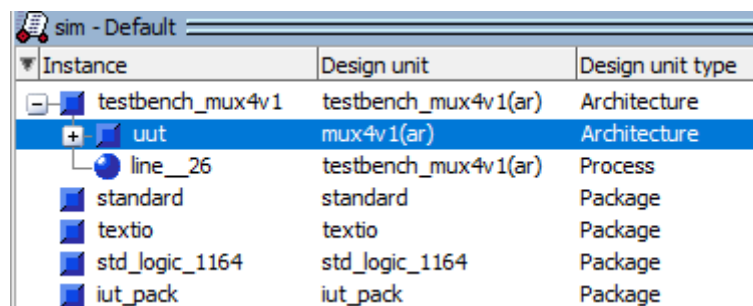 sim - Default
Instance Design unit Design unit type
testbench_mux4v1 testbench_mux4v1(ar) Architecture
uut mux4v1(ar) Architecture
line__26 testbench_mux4v1(ar) Process
standard standard Package
textio textio Package
std_logic_1164 std_logic_1164 Package
iut_pack iut_pack Package